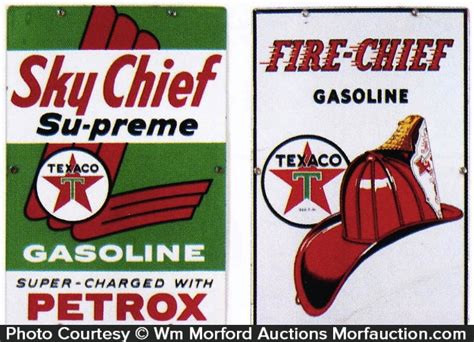 Sky Chief
Su-preme
TEXACO
T
GASOLINE
SUPER-CHARGED WITH
PETROX
FIRE-CHIEF
GASOLINE
TEXACO
T
Photo Courtesy © Wm Morford Auctions Morfauction.com